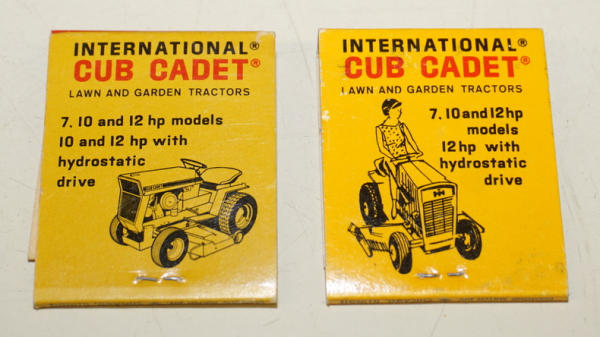 INTERNATIONAL®
CUB CADET®
LAWN AND GARDEN TRACTORS
7, 10 and 12 hp models
10 and 12 hp with
hydrostatic
drive
INTERNATIONAL®
CUB CADET®
LAWN AND GARDEN TRACTORS
7, 10 and 12 hp
models
12 hp with
hydrostatic
drive